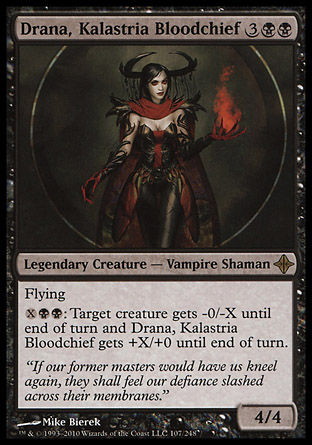 Drana, Kalastria Bloodchief 3
Legendary Creature — Vampire Shaman
Flying
X: Target creature gets -0/-X until
end of turn and Drana, Kalastria
Bloodchief gets +X/+0 until end of turn.
“If our former masters would have us kneel
again, they shall feel our defiance slashed
across their membranes.”
Mike Bierek
™ & © 1993–2010 Wizards of the Coast LLC 107/248
4/4